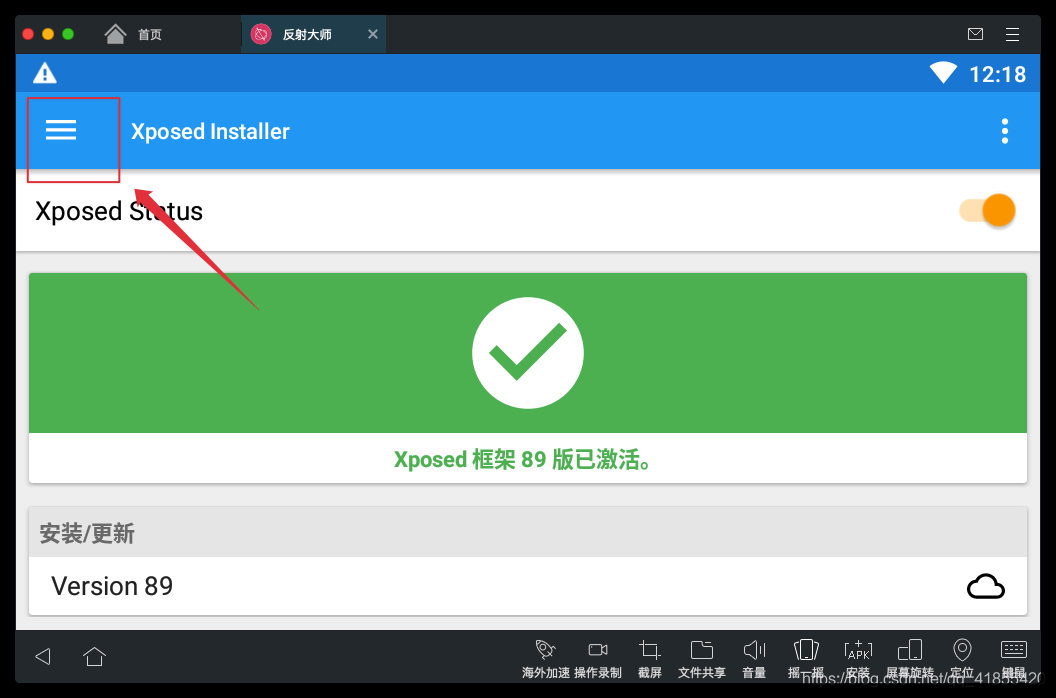 首页
反射大师
12:18
Xposed Installer
Xposed Status
Xposed 框架 89 版已激活。
安装/更新
Version 89
海外加速 操作录制 截屏 文件共享 音量 摇一摇 安装 屏幕旋转 定位 键鼠
APK
https://blog.csdn.net/qq_41855420